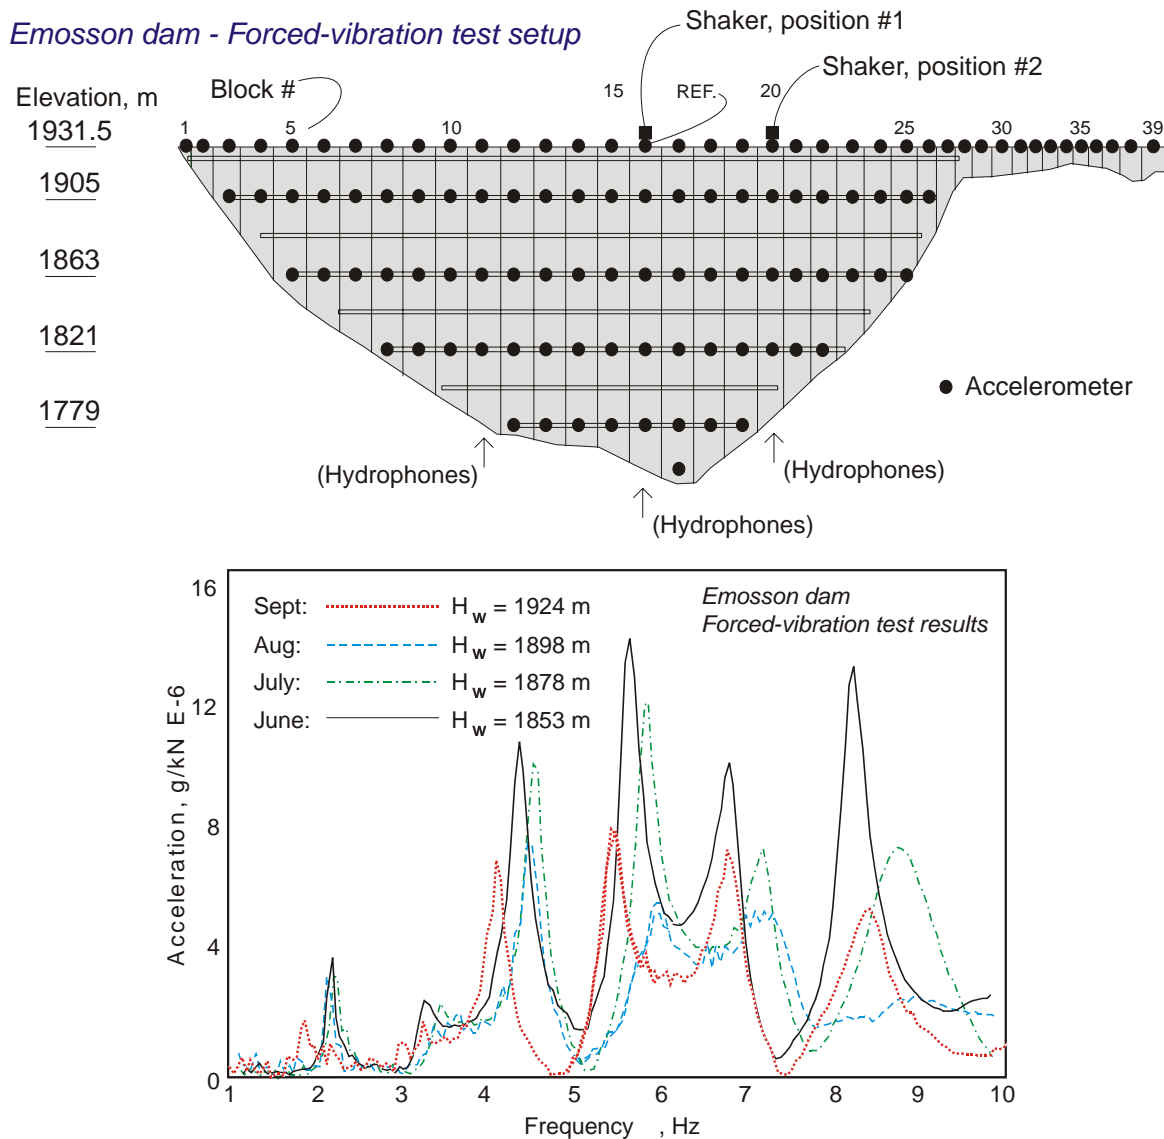 Emosson dam - Forced-vibration test setup
Shaker, position #1
Shaker, position #2
Block #
15 REF. 20
Elevation, m
1931.5
1 5 10 25 30 35 39
1905
1863
1821
1779
Accelerometer
(Hydrophones)
(Hydrophones)
(Hydrophones)
Emosson dam
Forced-vibration test results
Sept: H w = 1924 m
Aug: H w = 1898 m
July: H w = 1878 m
June: H w = 1853 m
Acceleration, g/kN E-6
16
12
8
4
0
1 2 3 4 5 6 7 8 9 10
Frequency , Hz